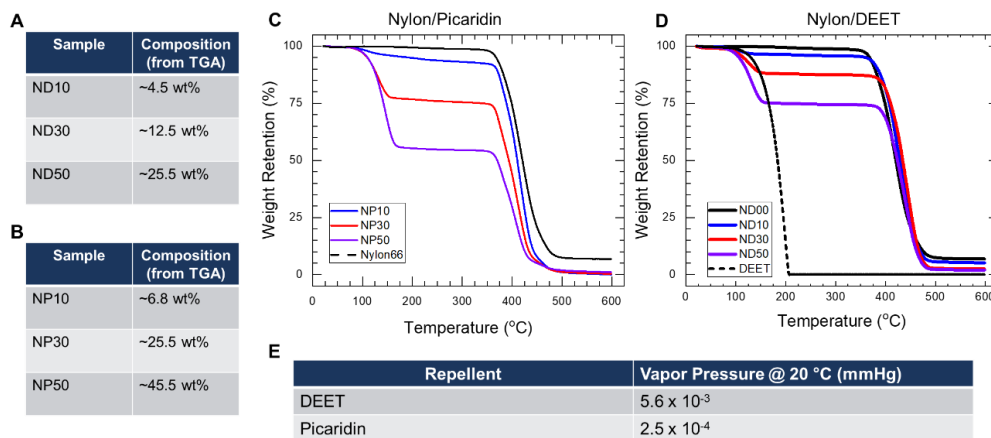 A
Sample Composition (from TGA)
ND10 ~4.5 wt%
ND30 ~12.5 wt%
ND50 ~25.5 wt%
B
Sample Composition (from TGA)
NP10 ~6.8 wt%
NP30 ~25.5 wt%
NP50 ~45.5 wt%
C
Nylon/Picaridin
Weight Retention (%)
100
75
50
25
0
NP10
NP30
NP50
Nylon66
0 100 200 300 400 500 600
Temperature (°C)
D
Nylon/DEET
Weight Retention (%)
100
75
50
25
0
ND00
ND10
ND30
ND50
DEET
0 100 200 300 400 500 600
Temperature (°C)
E
Repellent Vapor Pressure @ 20 °C (mmHg)
DEET 5.6 x 10⁻³
Picaridin 2.5 x 10⁻⁴